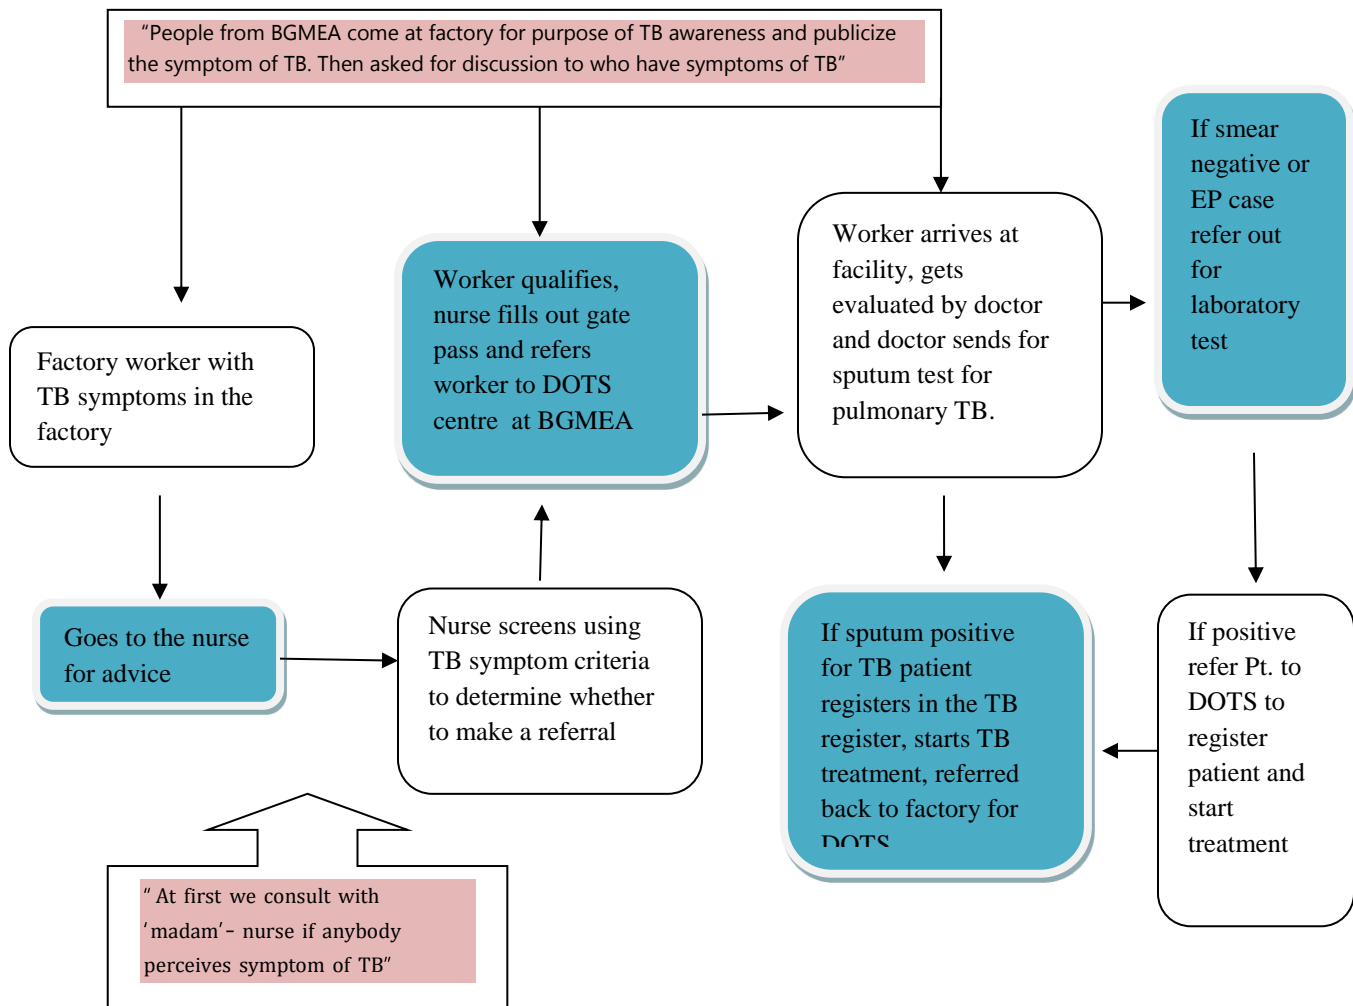 “People from BGMEA come at factory for purpose of TB awareness and publicize
the symptom of TB. Then asked for discussion to who have symptoms of TB”
Factory worker with
TB symptoms in the
factory
Goes to the nurse
for advice
Nurse screens using
TB symptom criteria
to determine whether
to make a referral
“ At first we consult with
‘madam’- nurse if anybody
perceives symptom of TB”
Worker qualifies,
nurse fills out gate
pass and refers
worker to DOTS
centre at BGMEA
Worker arrives at
facility, gets
evaluated by doctor
and doctor sends for
sputum test for
pulmonary TB.
If smear
negative or
EP case
refer out
for
laboratory
test
If positive
refer Pt. to
DOTS to
register
patient and
start
treatment
If sputum positive
for TB patient
registers in the TB
register, starts TB
treatment, referred
back to factory for
DOTS